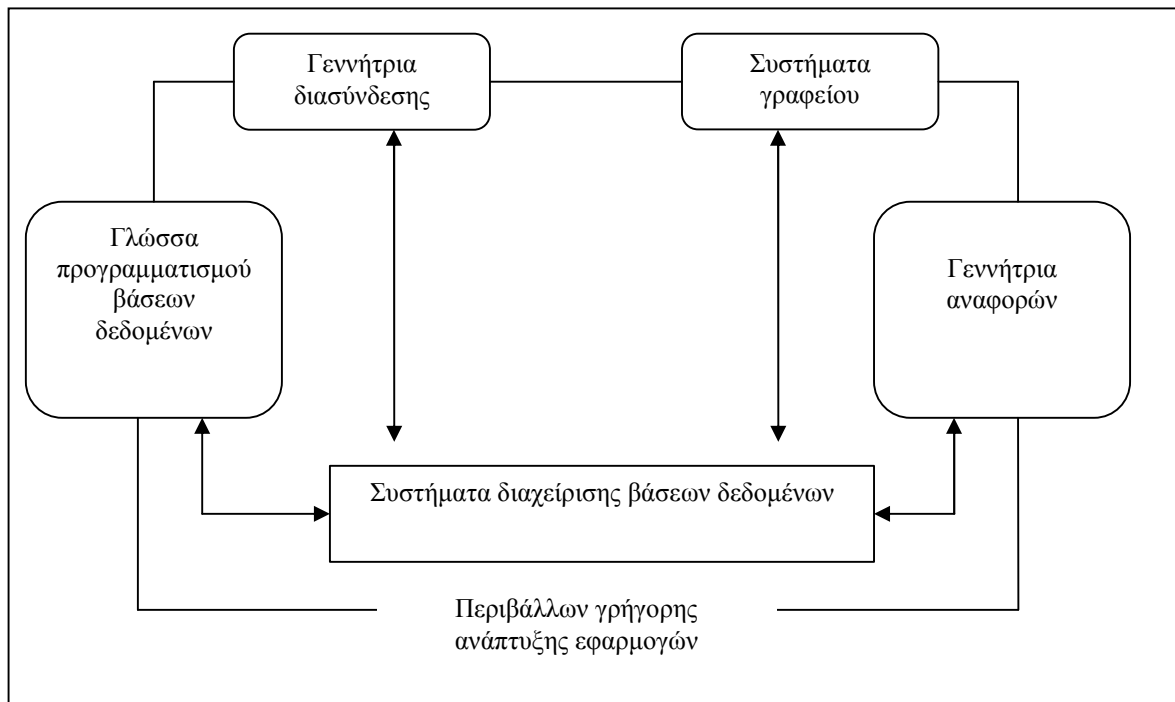 Γεννήτρια
διασύνδεσης
Συστήματα
γραφείου
Γλώσσα
προγραμματισμού
βάσεων
δεδομένων
Γεννήτρια
αναφορών
Συστήματα διαχείρισης βάσεων δεδομένων
Περιβάλλων γρήγορης
ανάπτυξης εφαρμογών